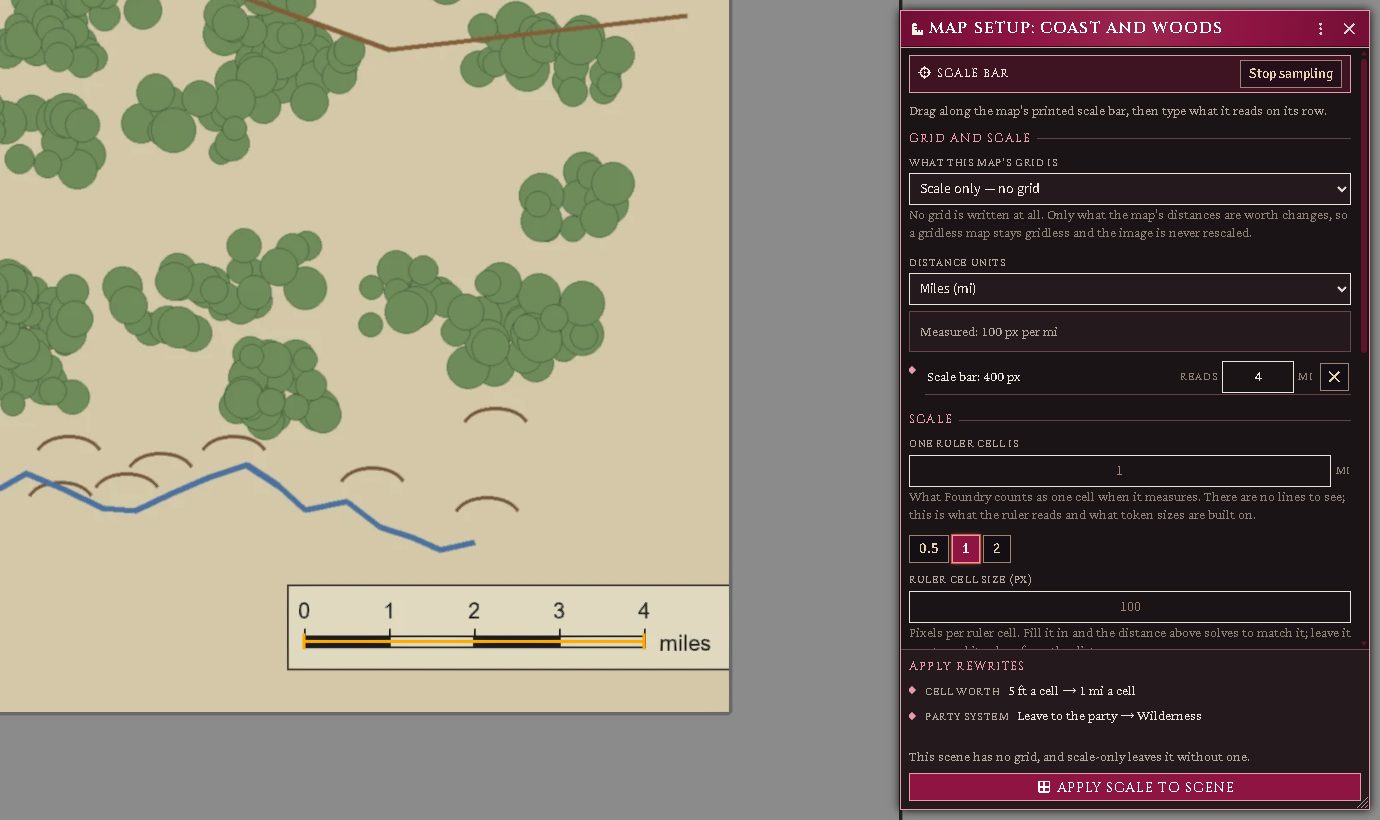 0 1 2 3 4
miles
MAP SETUP: COAST AND WOODS
SCALE BAR
Stop sampling
Drag along the map's printed scale bar, then type what it reads on its row.
GRID AND SCALE
WHAT THIS MAP'S GRID IS
Scale only — no grid
No grid is written at all. Only what the map's distances are worth changes, so
a gridless map stays gridless and the image is never rescaled.
DISTANCE UNITS
Miles (mi)
Measured: 100 px per mi
Scale bar: 400 px READS 4 MI
SCALE
ONE RULER CELL IS
1 MI
What Foundry counts as one cell when it measures. There are no lines to see;
this is what the ruler reads and what token sizes are built on.
0.5 1 2
RULER CELL SIZE (PX)
100
Pixels per ruler cell. Fill it in and the distance above solves to match it; leave it
APPLY REWRITES
CELL WORTH 5 ft a cell → 1 mi a cell
PARTY SYSTEM Leave to the party → Wilderness
This scene has no grid, and scale-only leaves it without one.
APPLY SCALE TO SCENE